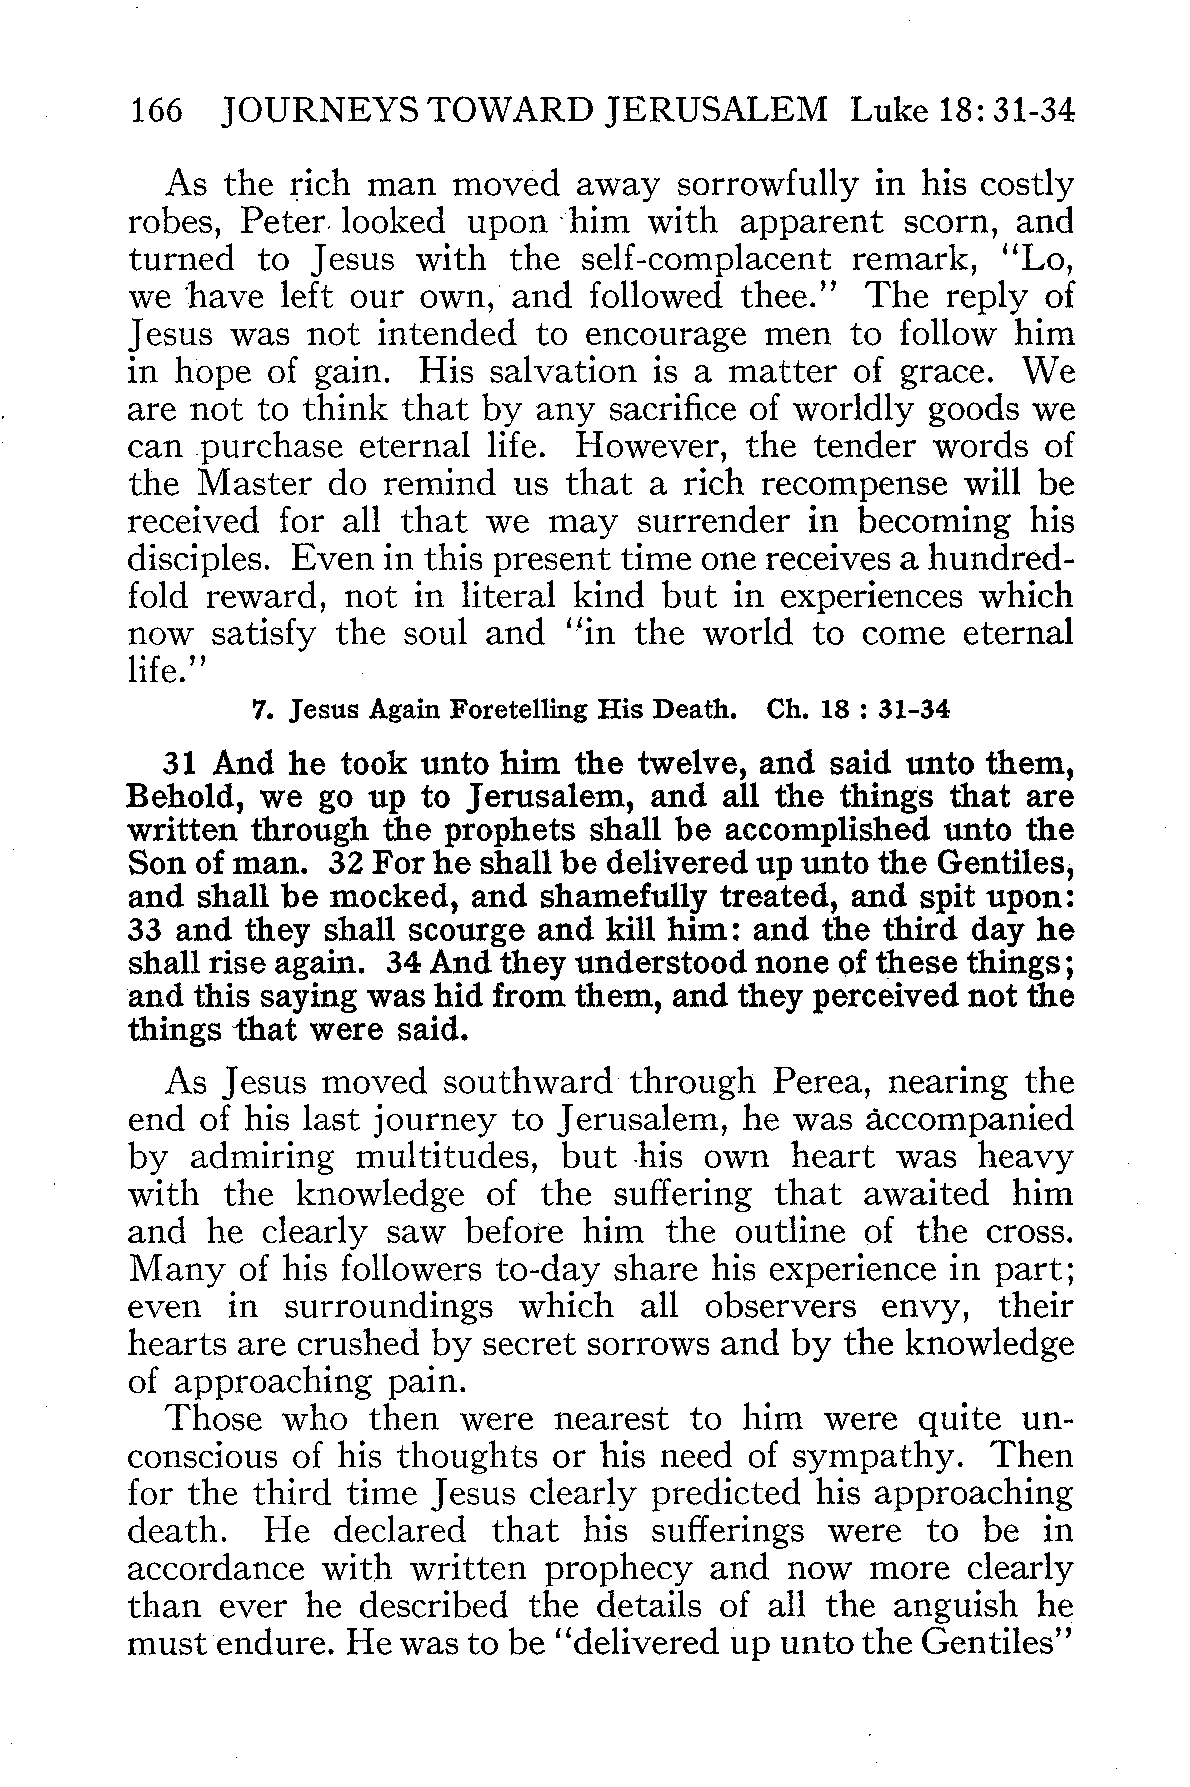 166 JOURNEYS TOWARD JERUSALEM Luke 18: 31-34
As the rich man moved away sorrowfully in his costly
robes, Peter looked upon him with apparent scorn, and
turned to Jesus with the self-complacent remark, "Lo,
we have left our own, and followed thee." The reply of
Jesus was not intended to encourage men to follow him
in hope of gain. His salvation is a matter of grace. We
are not to think that by any sacrifice of worldly goods we
can purchase eternal life. However, the tender words of
the Master do remind us that a rich recompense will be
received for all that we may surrender in becoming his
disciples. Even in this present time one receives a hundred-
fold reward, not in literal kind but in experiences which
now satisfy the soul and "in the world to come eternal
life."
7. Jesus Again Foretelling His Death. Ch. 18 : 31-34
31 And he took unto him the twelve, and said unto them,
Behold, we go up to Jerusalem, and all the things that are
written through the prophets shall be accomplished unto the
Son of man. 32 For he shall be delivered up unto the Gentiles,
and shall be mocked, and shamefully treated, and spit upon:
33 and they shall scourge and kill him: and the third day he
shall rise again. 34 And they understood none of these things;
and this saying was hid from them, and they perceived not the
things that were said.
As Jesus moved southward through Perea, nearing the
end of his last journey to Jerusalem, he was accompanied
by admiring multitudes, but his own heart was heavy
with the knowledge of the suffering that awaited him
and he clearly saw before him the outline of the cross.
Many of his followers to-day share his experience in part;
even in surroundings which all observers envy, their
hearts are crushed by secret sorrows and by the knowledge
of approaching pain.
Those who then were nearest to him were quite un-
conscious of his thoughts or his need of sympathy. Then
for the third time Jesus clearly predicted his approaching
death. He declared that his sufferings were to be in
accordance with written prophecy and now more clearly
than ever he described the details of all the anguish he
must endure. He was to be "delivered up unto the Gentiles"